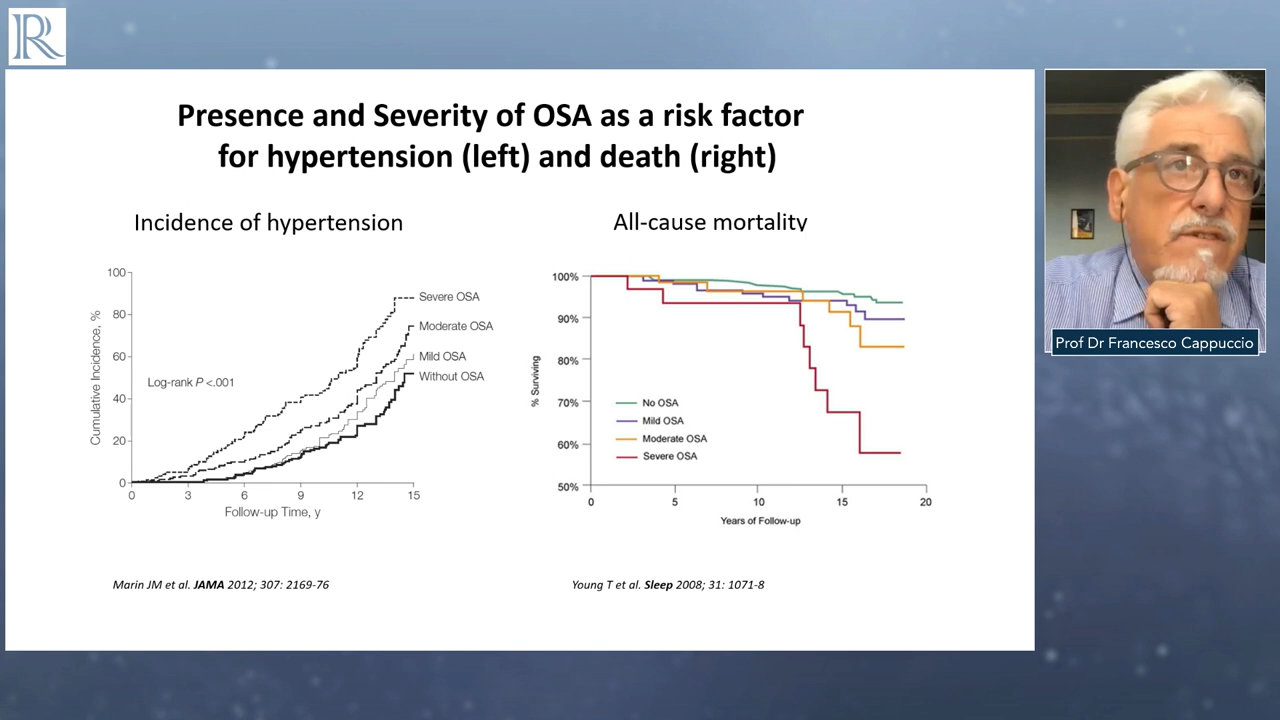 R
Presence and Severity of OSA as a risk factor
for hypertension (left) and death (right)
Incidence of hypertension
All-cause mortality
Cumulative Incidence, %
100
80
60
40
20
0
Log-rank P <.001
Severe OSA
Moderate OSA
Mild OSA
Without OSA
0 3 6 9 12 15
Follow-up Time, y
% Surviving
100%
90%
80%
70%
60%
50%
No OSA
Mild OSA
Moderate OSA
Severe OSA
0 5 10 15 20
Years of Follow-up
Marin JM et al. JAMA 2012; 307: 2169-76
Young T et al. Sleep 2008; 31: 1071-8
Prof Dr Francesco Cappuccio